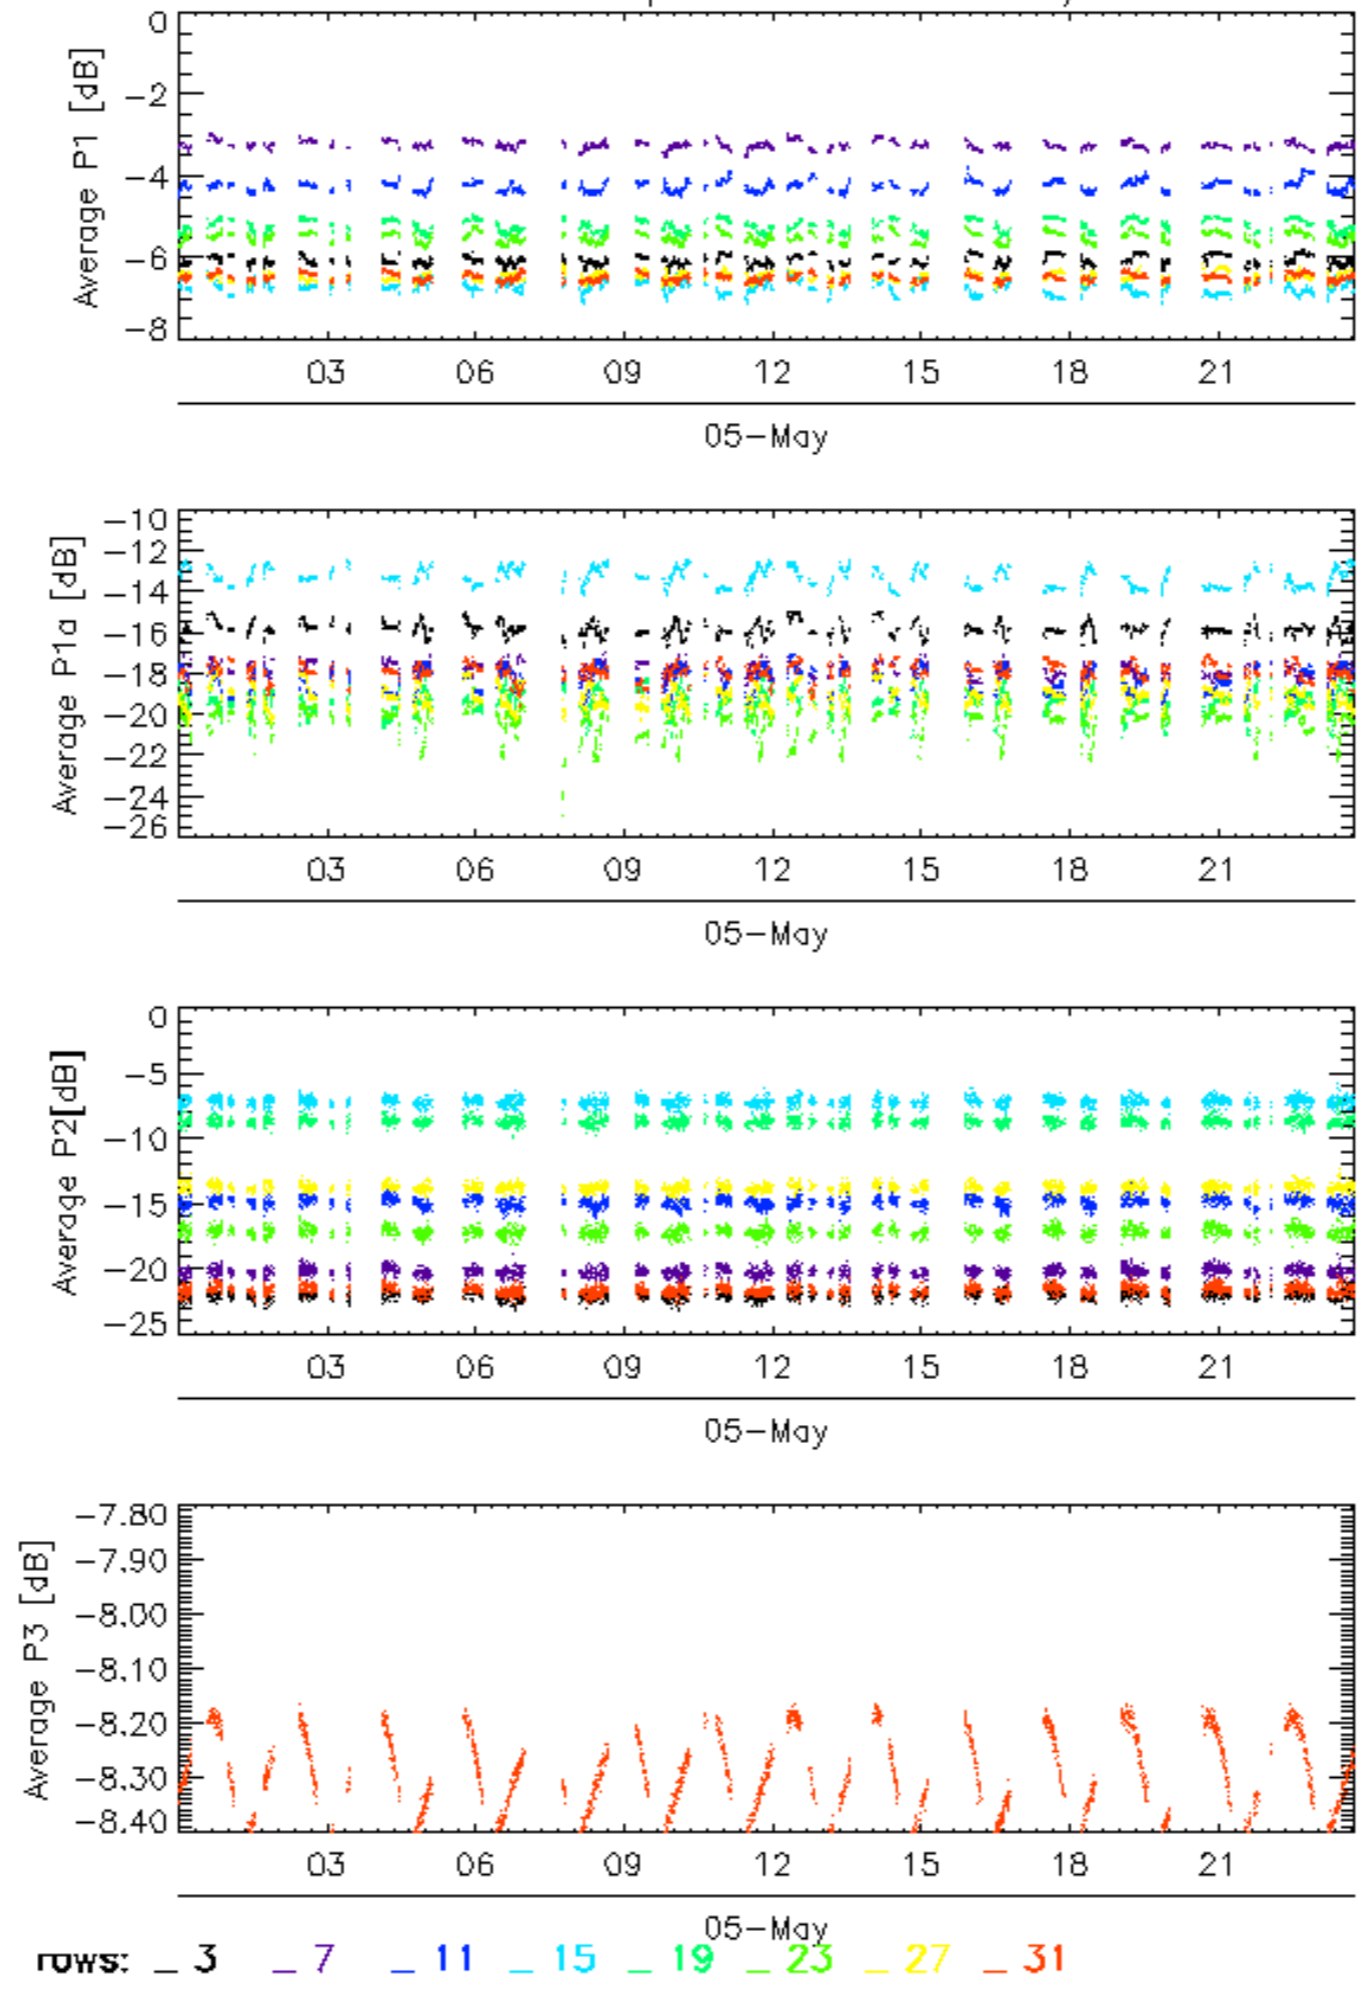 0
-2
-4
-6
-8
Average P1 [dB]
03 06 09 12 15 18 21
05-May
-10
-12
-14
-16
-18
-20
-22
-24
-26
Average P1a [dB]
03 06 09 12 15 18 21
05-May
0
-5
-10
-15
-20
-25
Average P2[dB]
03 06 09 12 15 18 21
05-May
-7.80
-7.90
-8.00
-8.10
-8.20
-8.30
-8.40
Average P3 [dB]
03 06 09 12 15 18 21
05-May
rows: _ 3 _ 7 _ 11 _ 15 _ 19 _ 23 _ 27 _ 31